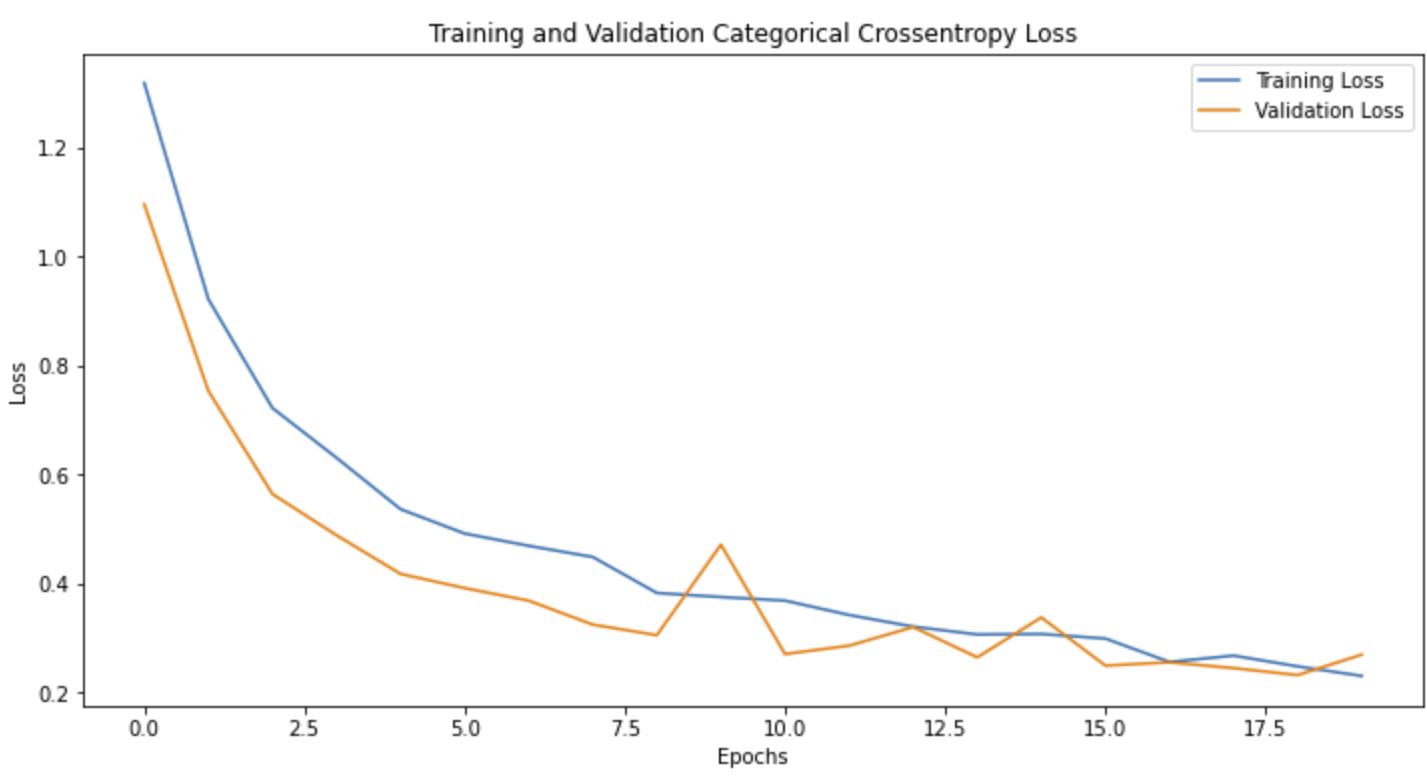 Training and Validation Categorical Crossentropy Loss
Training Loss
Validation Loss
1.2
1.0
0.8
0.6
0.4
0.2
Loss
0.0 2.5 5.0 7.5 10.0 12.5 15.0 17.5
Epochs